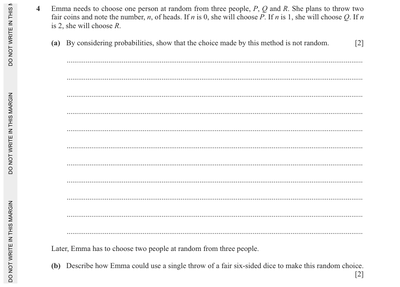 4 Emma needs to choose one person at random from three people, P, Q and R. She plans to throw two
fair coins and note the number, n, of heads. If n is 0, she will choose P. If n is 1, she will choose Q. If n
is 2, she will choose R.
(a) By considering probabilities, show that the choice made by this method is not random. [2]
Later, Emma has to choose two people at random from three people.
(b) Describe how Emma could use a single throw of a fair six-sided dice to make this random choice.
[2]
DO NOT WRITE IN THIS M
DO NOT WRITE IN THIS MARGIN
DO NOT WRITE IN THIS MARGIN